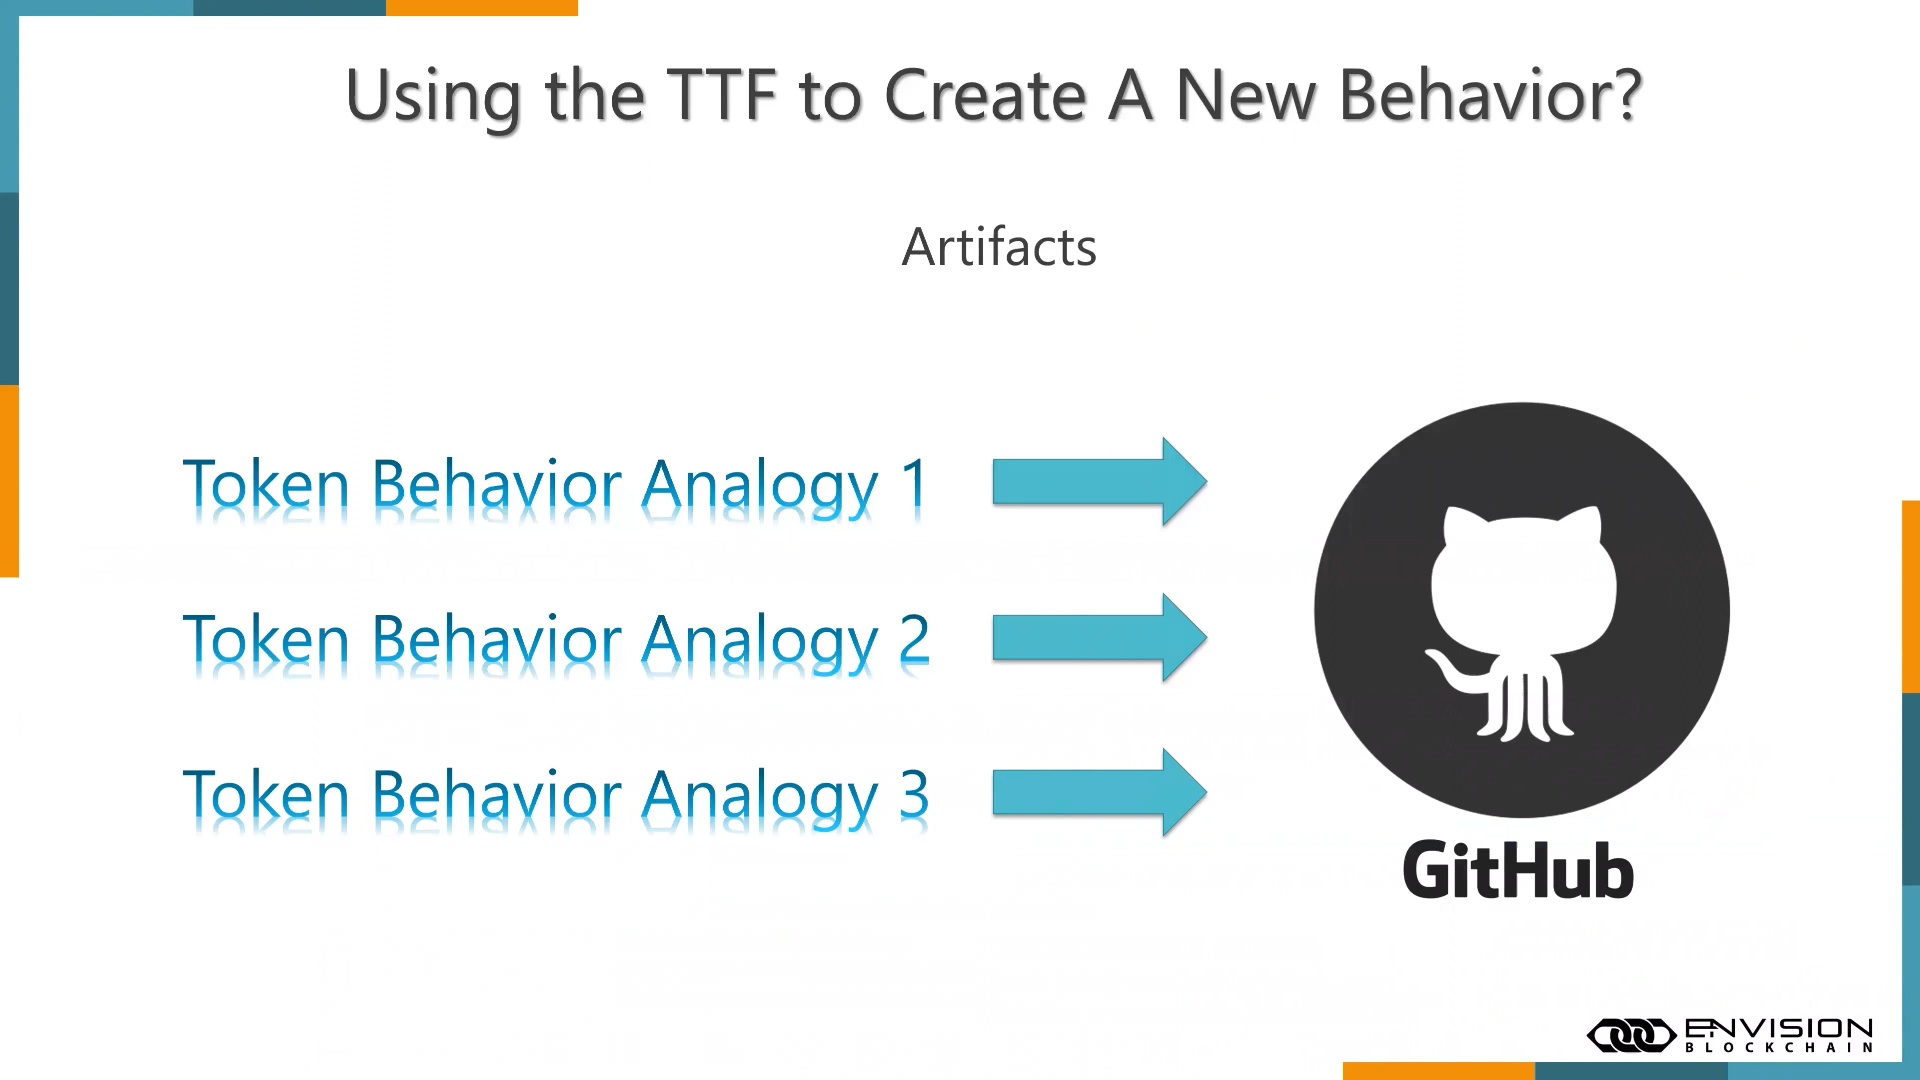 Using the TTF to Create A New Behavior?
Artifacts
Token Behavior Analogy 1
Token Behavior Analogy 2
Token Behavior Analogy 3
GitHub
ENVISION
BLOCKCHAIN